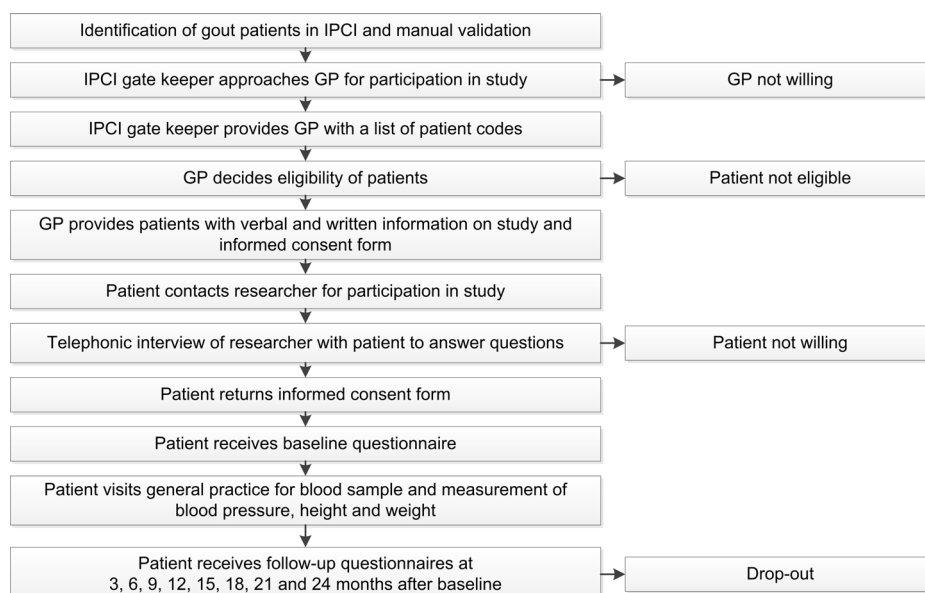 Identification of gout patients in IPCI and manual validation
IPCI gate keeper approaches GP for participation in study
GP not willing
IPCI gate keeper provides GP with a list of patient codes
GP decides eligibility of patients
Patient not eligible
GP provides patients with verbal and written information on study and
informed consent form
Patient contacts researcher for participation in study
Telephonic interview of researcher with patient to answer questions
Patient not willing
Patient returns informed consent form
Patient receives baseline questionnaire
Patient visits general practice for blood sample and measurement of
blood pressure, height and weight
Patient receives follow-up questionnaires at
3, 6, 9, 12, 15, 18, 21 and 24 months after baseline
Drop-out